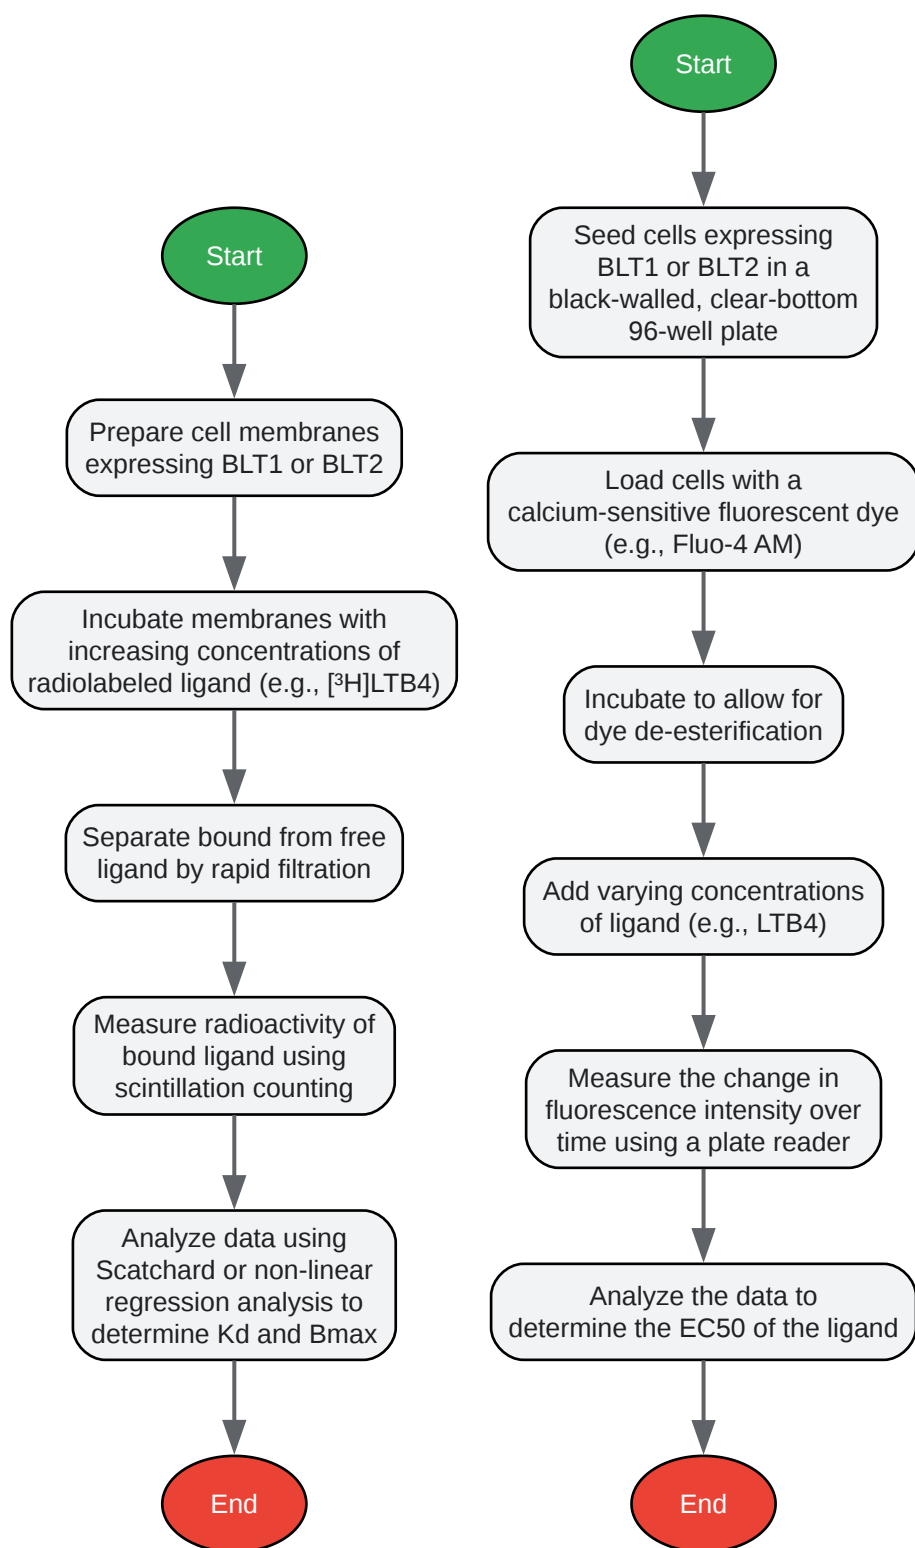 Start
Prepare cell membranes
expressing BLT1 or BLT2
Incubate membranes with
increasing concentrations of
radiolabeled ligand (e.g., [³H]LTB4)
Separate bound from free
ligand by rapid filtration
Measure radioactivity of
bound ligand using
scintillation counting
Analyze data using
Scatchard or non-linear
regression analysis to
determine Kd and Bmax
End
Start
Seed cells expressing
BLT1 or BLT2 in a
black-walled, clear-bottom
96-well plate
Load cells with a
calcium-sensitive fluorescent dye
(e.g., Fluo-4 AM)
Incubate to allow for
dye de-esterification
Add varying concentrations
of ligand (e.g., LTB4)
Measure the change in
fluorescence intensity over
time using a plate reader
Analyze the data to
determine the EC50 of the ligand
End